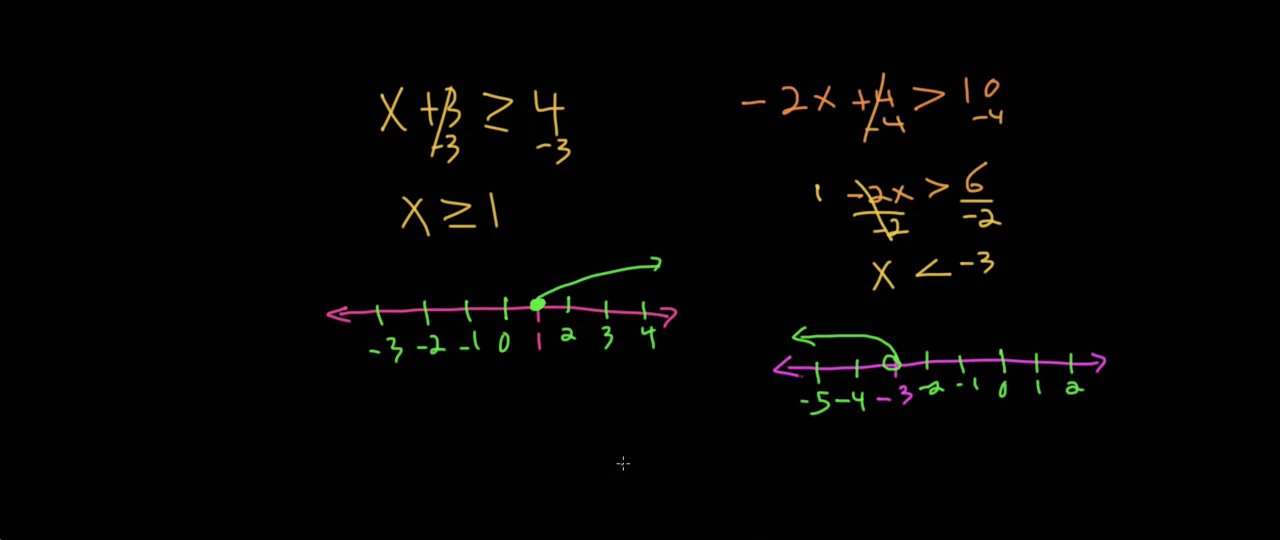 x + 3 ≥ 4
-3 -3
x ≥ 1
-3 -2 -1 0 1 2 3 4
-2x + 4 > 10
-4 -4
1 -2x > 6
-2 -2
x < -3
-5 -4 -3 -2 -1 0 1 2